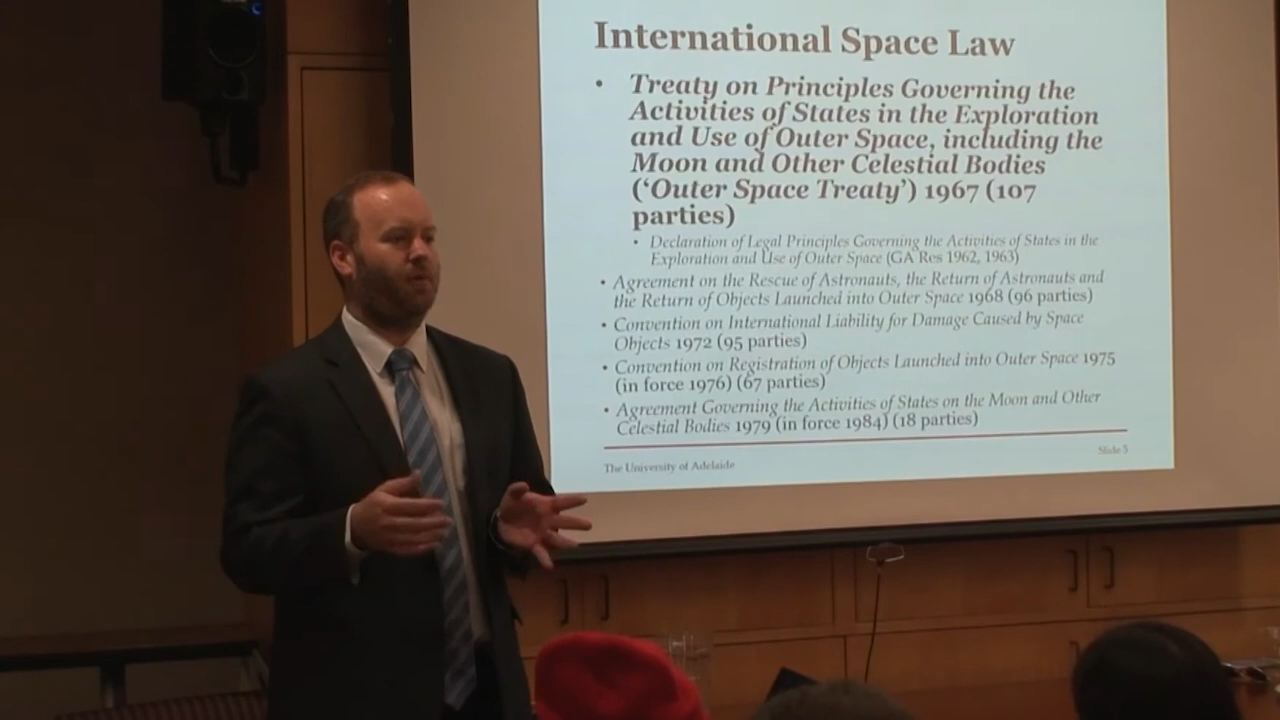 International Space Law
• Treaty on Principles Governing the
Activities of States in the Exploration
and Use of Outer Space, including the
Moon and Other Celestial Bodies
(‘Outer Space Treaty’) 1967 (107
parties)
• Declaration of Legal Principles Governing the Activities of States in the
Exploration and Use of Outer Space (GA Res 1962, 1963)
• Agreement on the Rescue of Astronauts, the Return of Astronauts and
the Return of Objects Launched into Outer Space 1968 (96 parties)
• Convention on International Liability for Damage Caused by Space
Objects 1972 (95 parties)
• Convention on Registration of Objects Launched into Outer Space 1975
(in force 1976) (67 parties)
• Agreement Governing the Activities of States on the Moon and Other
Celestial Bodies 1979 (in force 1984) (18 parties)
The University of Adelaide
Slide 3